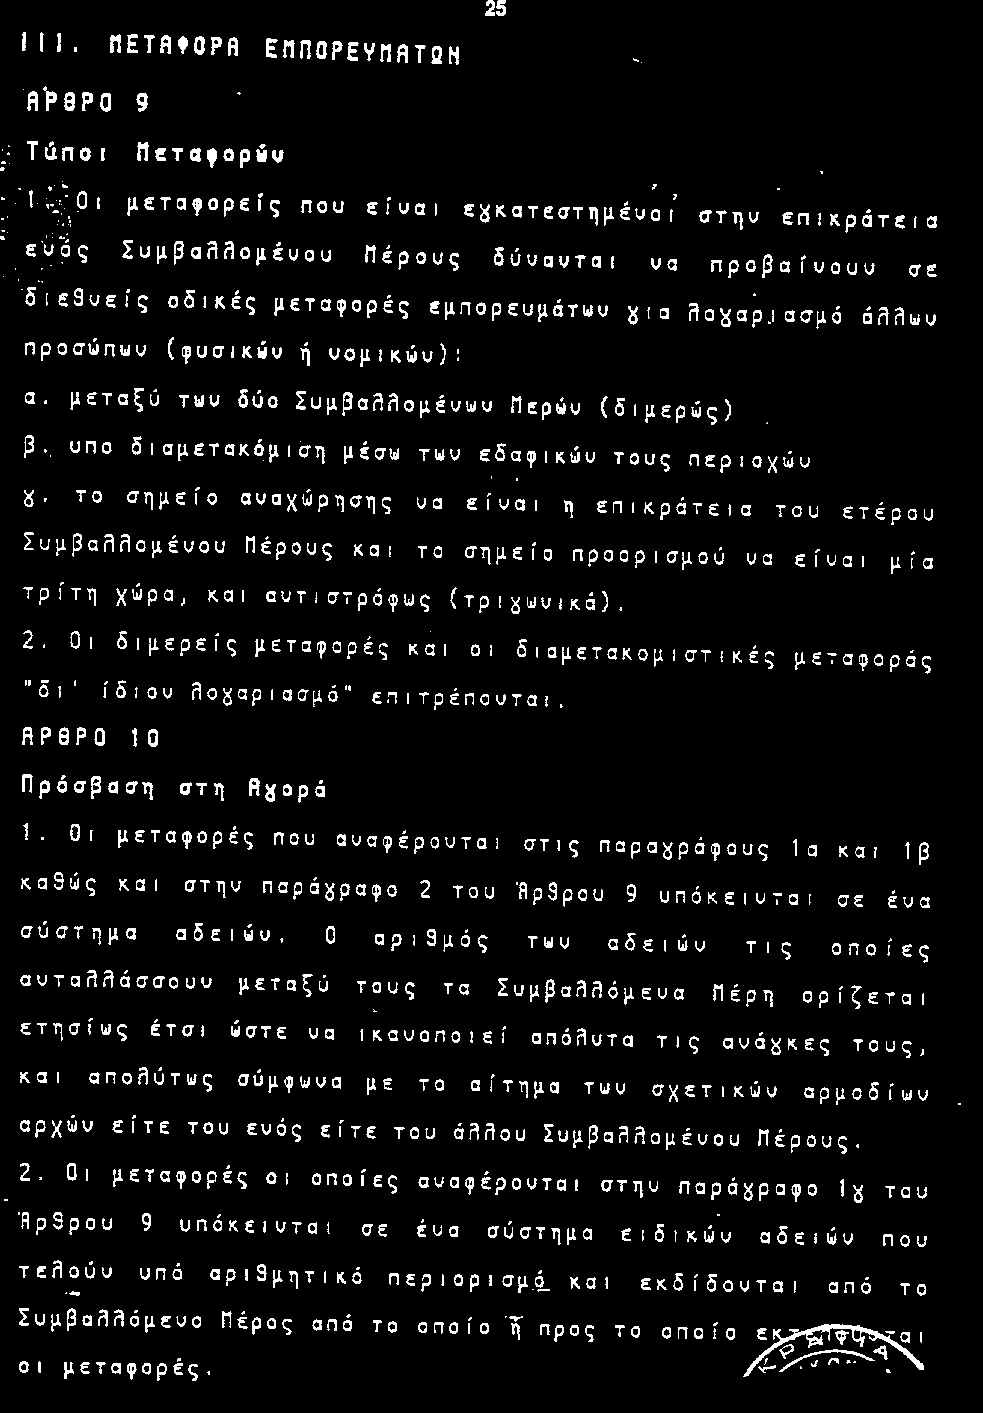 25
III. ΜΕΤΑΦΟΡΑ ΕΜΠΟΡΕΥΜΑΤΩΝ
ΑΡΘΡΟ 9
Τύποι Μεταφορών
1. Οι μεταφορείς που είναι εγκατεστημένοι στην επικράτεια
ενός Συμβαλλομένου Μέρους δύνανται να προβαίνουν σε
διεθνείς οδικές μεταφορές εμπορευμάτων για λογαριασμό άλλων
προσώπων (φυσικών ή νομικών):
α. μεταξύ των δύο Συμβαλλομένων Μερών (διμερώς)
β. υπο διαμετακόμιση μέσω των εδαφικών τους περιοχών
γ. το σημείο αναχώρησης να είναι η επικράτεια του ετέρου
Συμβαλλομένου Μέρους και το σημείο προορισμού να είναι μία
τρίτη χώρα, και αντιστρόφως (τριγωνικά).
2. Οι διμερείς μεταφορές και οι διαμετακομιστικές μεταφοράς
"δι' ίδιον λογαριασμό" επιτρέπονται.
ΑΡΘΡΟ 10
Πρόσβαση στη Αγορά
1. Οι μεταφορές που αναφέρονται στις παραγράφους 1α και 1β
καθώς και στην παράγραφο 2 του Άρθρου 9 υπόκεινται σε ένα
σύστημα αδειών. Ο αριθμός των αδειών τις οποίες
ανταλλάσσουν μεταξύ τους τα Συμβαλλόμενα Μέρη ορίζεται
ετησίως έτσι ώστε να ικανοποιεί απόλυτα τις ανάγκες τους,
και απολύτως σύμφωνα με το αίτημα των σχετικών αρμοδίων
αρχών είτε του ενός είτε του άλλου Συμβαλλομένου Μέρους.
2. Οι μεταφορές οι οποίες αναφέρονται στην παράγραφο 1γ του
Άρθρου 9 υπόκεινται σε ένα σύστημα ειδικών αδειών που
τελούν υπό αριθμητικό περιορισμό και εκδίδονται από το
Συμβαλλόμενο Μέρος από το οποίο ή προς το οποίο εκτελούνται
οι μεταφορές.